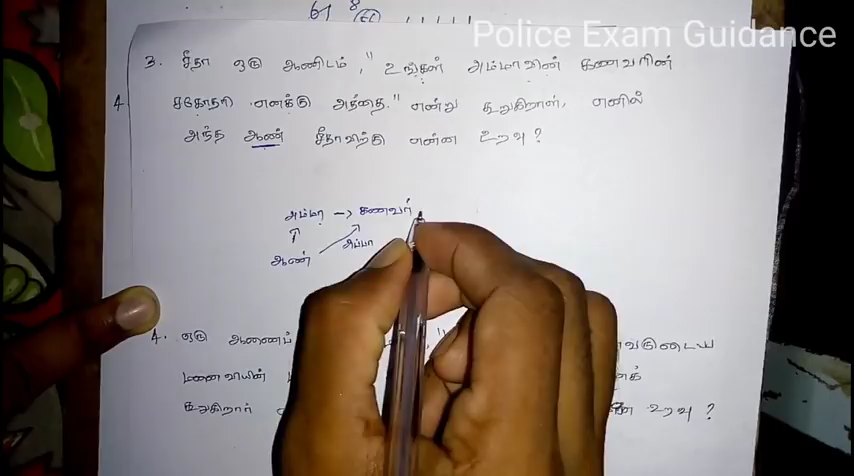 Police Exam Guidance
3. சீதா ஒரு ஆணிடம், "உங்கள் அம்மாவின் கணவரின்
சகோதரி எனக்கு அத்தை." என்று கூறுகிறாள், எனில்
அந்த ஆண் சீதாவிற்கு என்ன உறவு?
அம்மா → கணவர்
ஆண் அப்பா
4. ஒரு ஆணைப்
மனைவியின்
கூறுகிறார் உறவு?